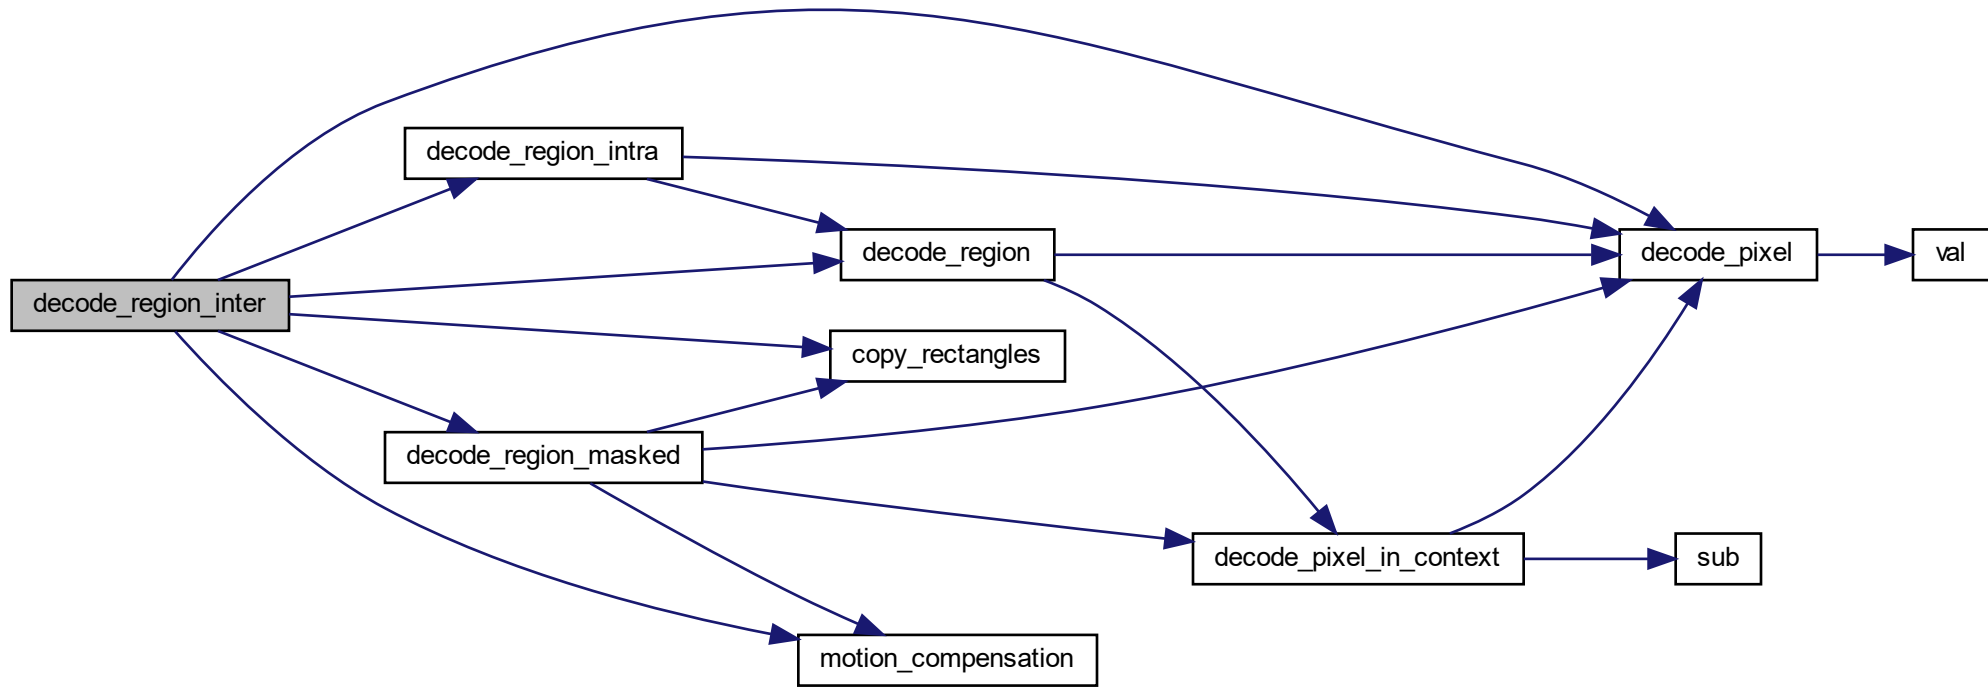 decode_region_inter
decode_region_intra
decode_region
copy_rectangles
decode_region_masked
motion_compensation
decode_pixel_in_context
decode_pixel
sub
val